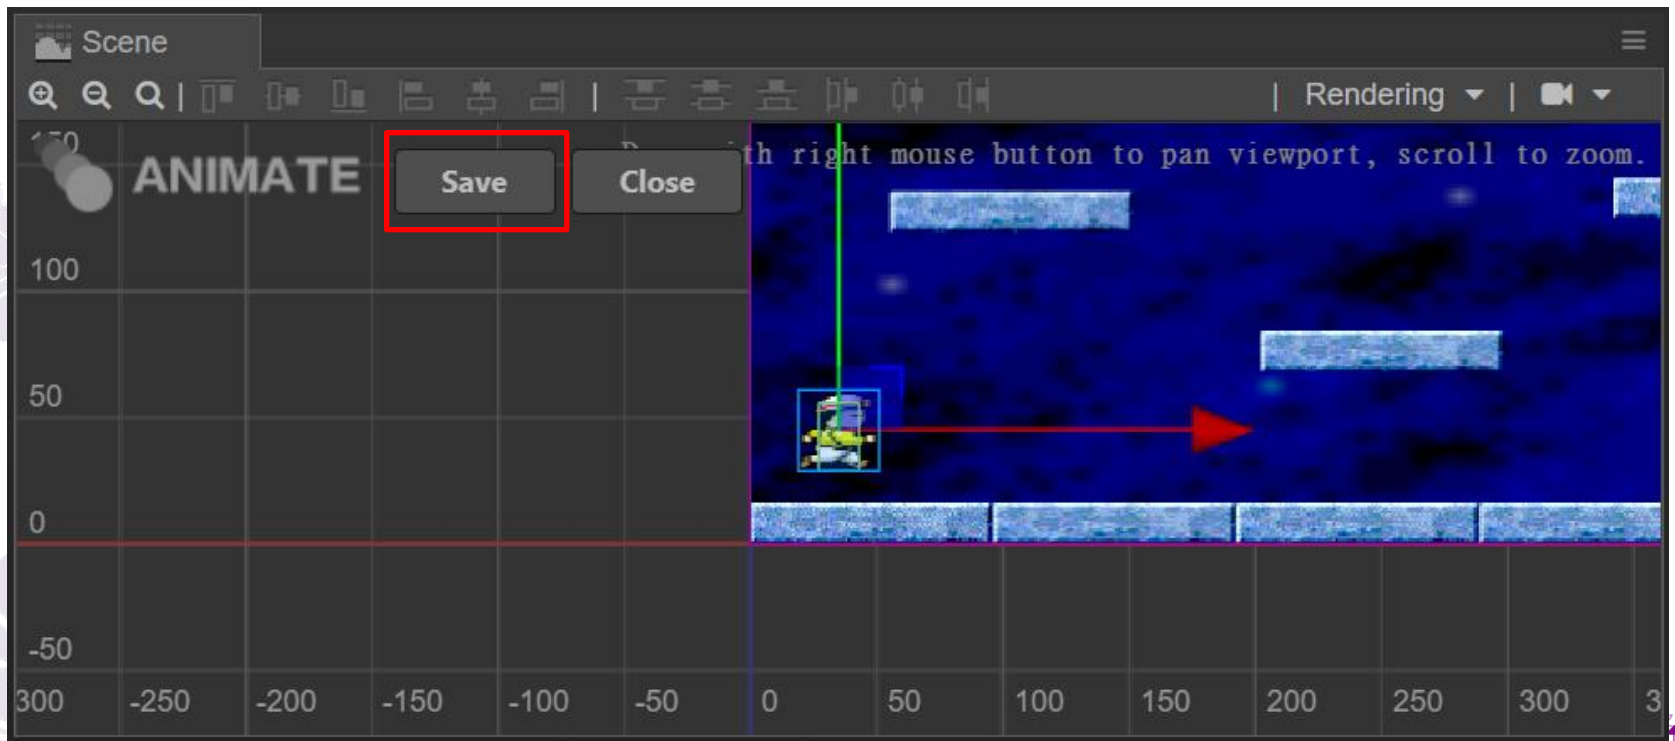 Scene
Rendering
ANIMATE Save Close
th right mouse button to pan viewport, scroll to zoom.
100
50
0
-50
300 -250 -200 -150 -100 -50 0 50 100 150 200 250 300 3